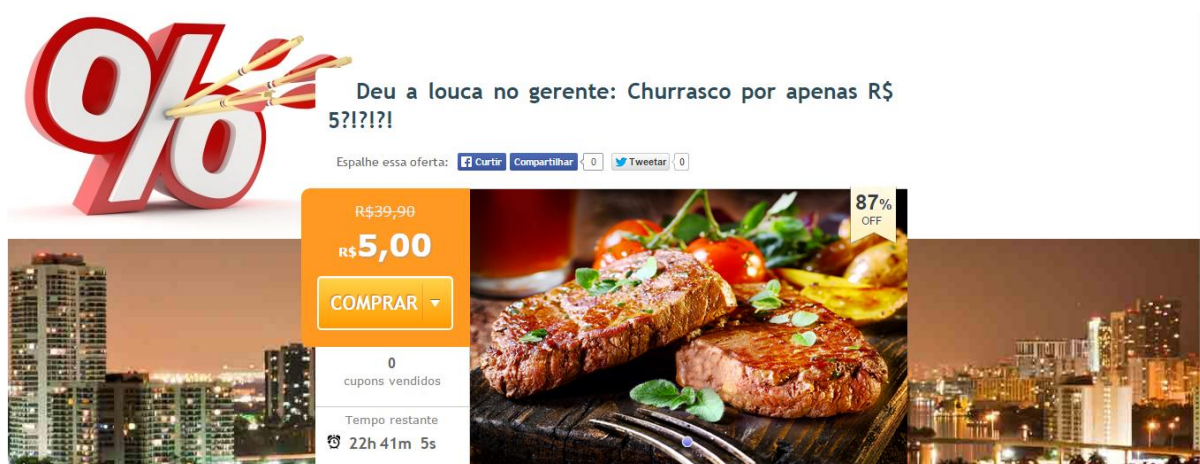 %
Deu a louca no gerente: Churrasco por apenas R$
5?!?!?!
Espalhe essa oferta: Curtir Compartilhar 0 Tweetar 0
R$39,90
R$5,00
COMPRAR
87%
OFF
0
cupons vendidos
Tempo restante
22h 41m 5s